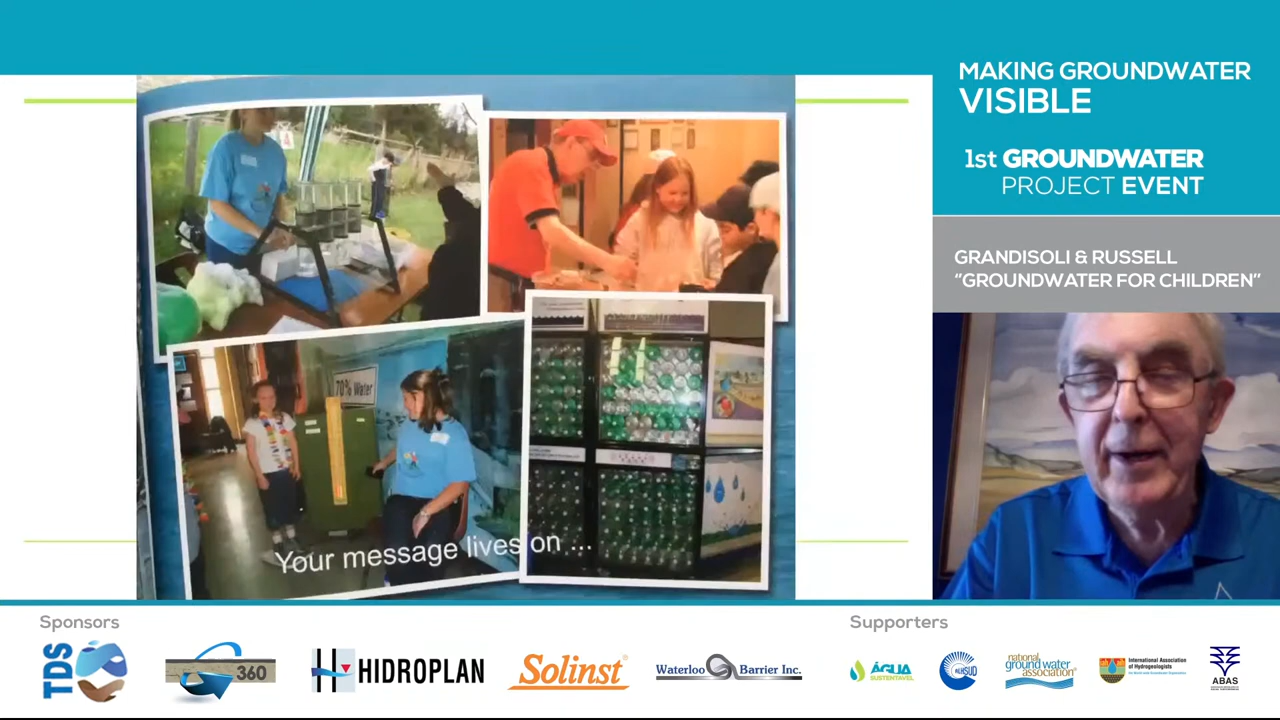 MAKING GROUNDWATER
VISIBLE
1st GROUNDWATER
PROJECT EVENT
GRANDISOLI & RUSSELL
“GROUNDWATER FOR CHILDREN”
A
70% Water
Your message lives on ...
Sponsors
Supporters
TDS
360
HIDROPLAN
Solinst
Waterloo Barrier Inc.
ÁGUA
SUSTENTÁVEL
national
ground water
association
International Association
of Hydrogeologists
ABAS